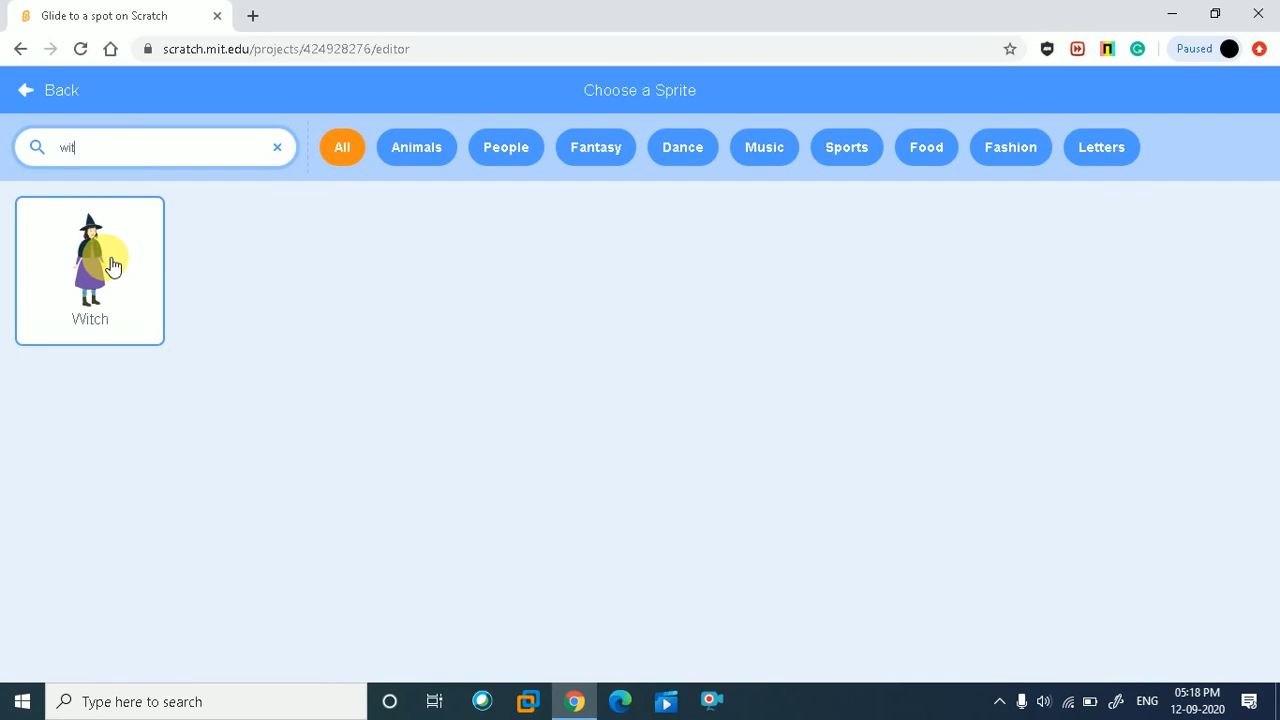 Glide to a spot on Scratch
scratch.mit.edu/projects/424928276/editor
Paused
Back
Choose a Sprite
wit
All
Animals
People
Fantasy
Dance
Music
Sports
Food
Fashion
Letters
Witch
Type here to search
ENG
05:18 PM
12-09-2020